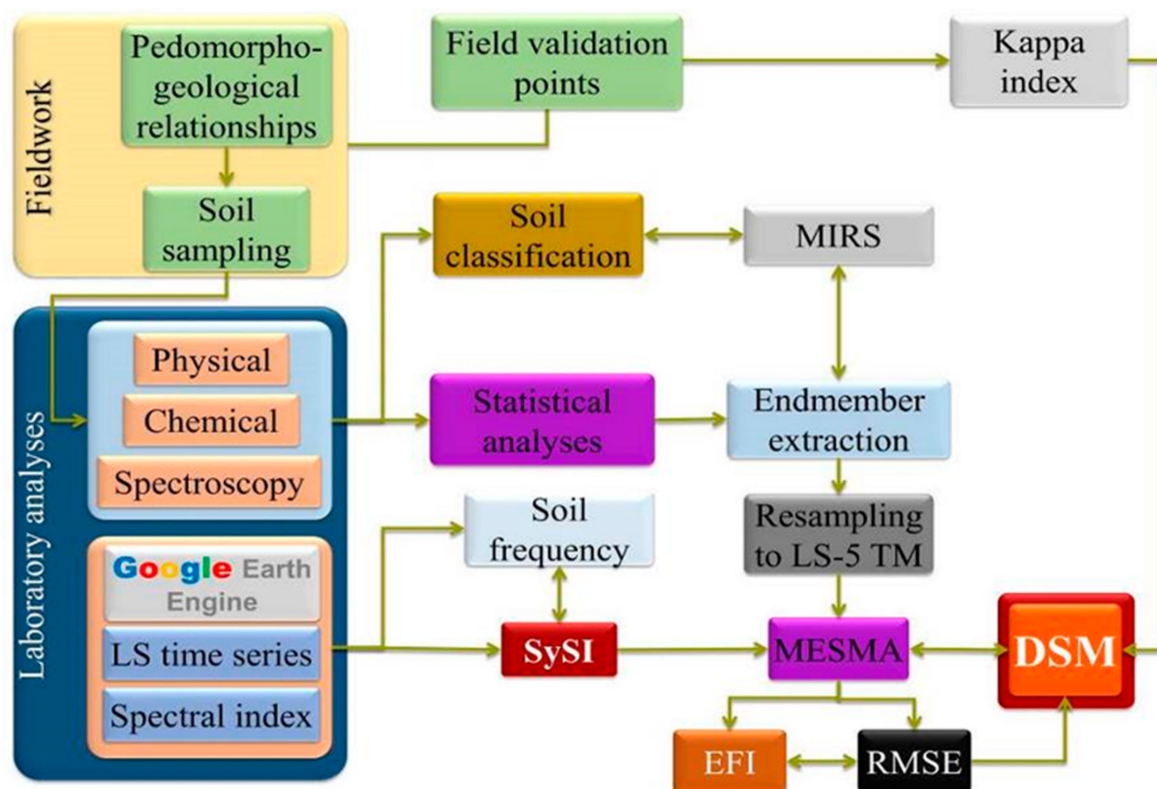 Fieldwork
Pedomorpho-
geological
relationships
Soil
sampling
Field validation
points
Kappa
index
Soil
classification
MIRS
Laboratory analyses
Physical
Chemical
Spectroscopy
Statistical
analyses
Endmember
extraction
Google Earth
Engine
LS time series
Spectral index
Soil
frequency
Resampling
to LS-5 TM
SySI
MESMA
DSM
EFI
RMSE